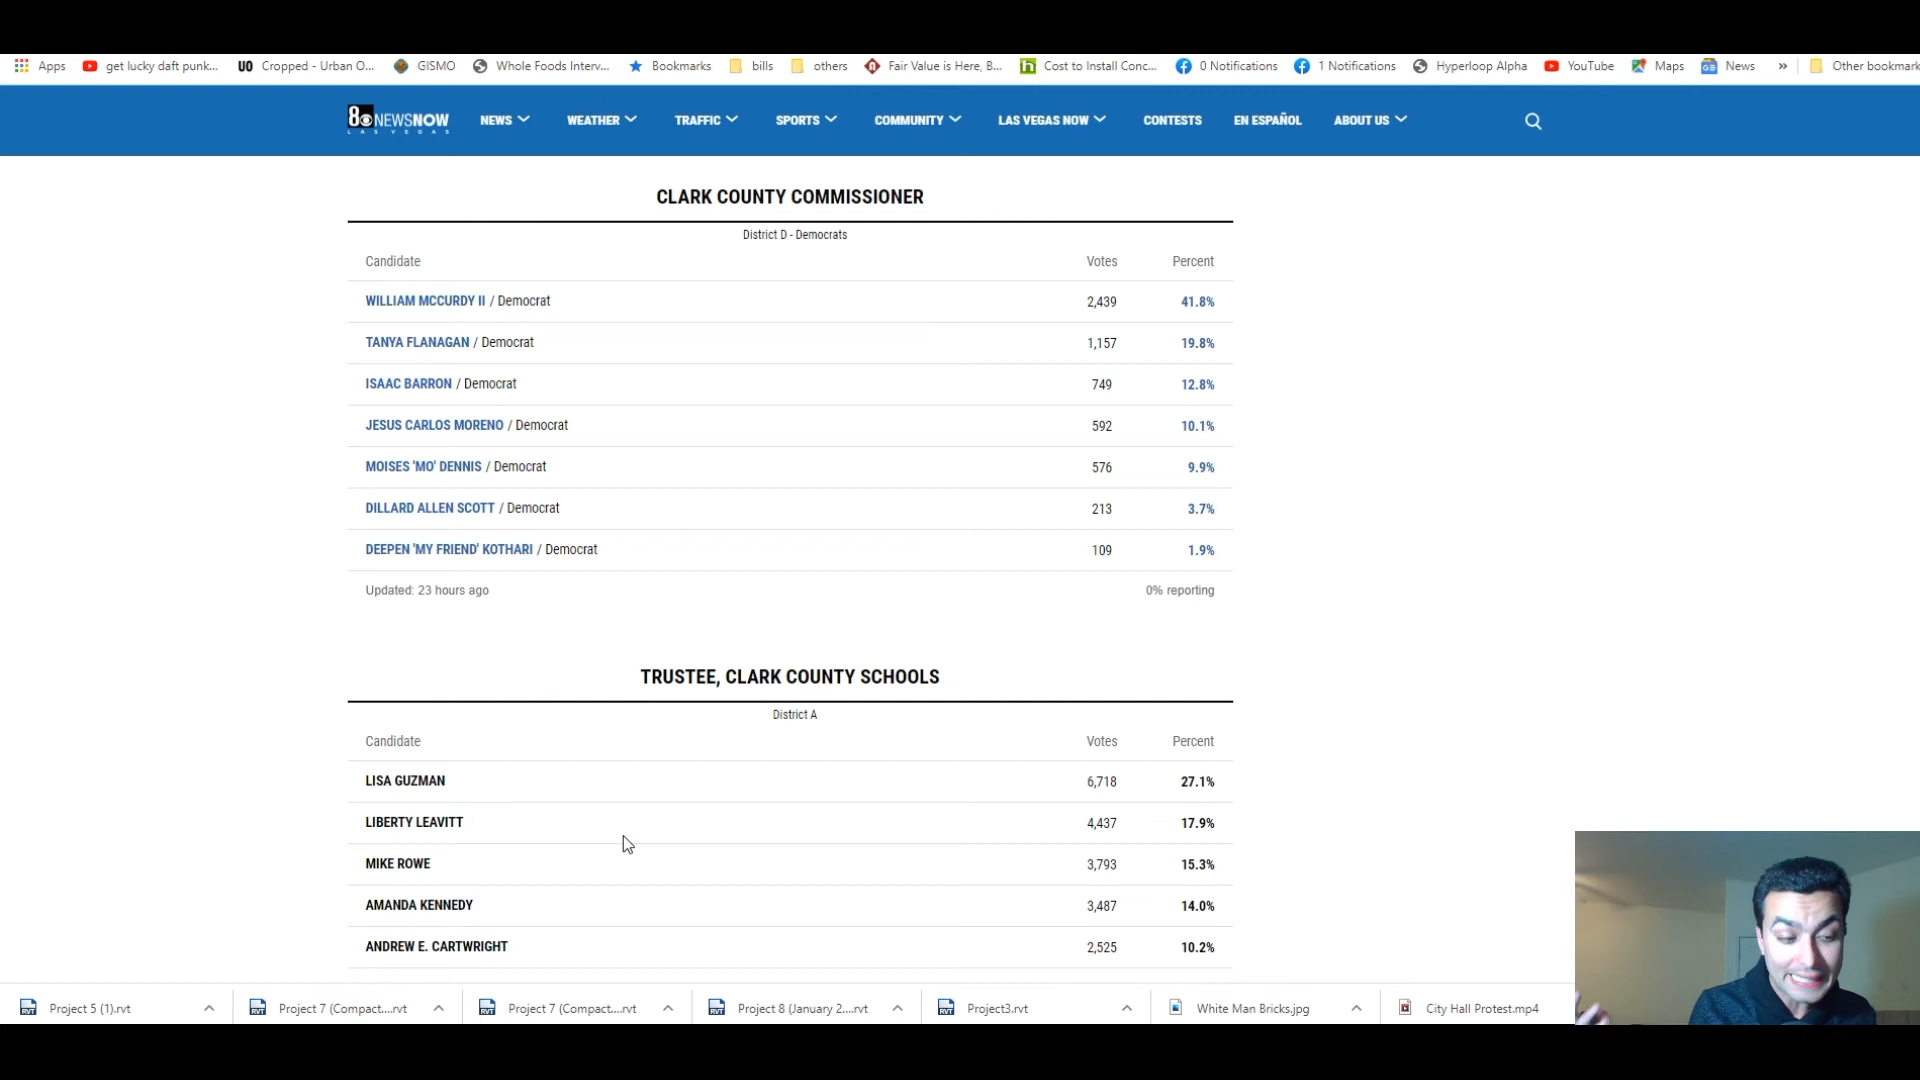 Apps get lucky daft punk... UO Cropped - Urban O... GISMO Whole Foods Interv... Bookmarks bills others Fair Value is Here, B... Cost to Install Conc... 0 Notifications 1 Notifications Hyperloop Alpha YouTube Maps News » Other bookmark
8 NEWSNOW NEWS WEATHER TRAFFIC SPORTS COMMUNITY LAS VEGAS NOW CONTESTS EN ESPAÑOL ABOUT US
LAS VEGAS
CLARK COUNTY COMMISSIONER
District D - Democrats
Candidate Votes Percent
WILLIAM MCCURDY II / Democrat 2,439 41.8%
TANYA FLANAGAN / Democrat 1,157 19.8%
ISAAC BARRON / Democrat 749 12.8%
JESUS CARLOS MORENO / Democrat 592 10.1%
MOISES 'MO' DENNIS / Democrat 576 9.9%
DILLARD ALLEN SCOTT / Democrat 213 3.7%
DEEPEN 'MY FRIEND' KOTHARI / Democrat 109 1.9%
Updated: 23 hours ago 0% reporting
TRUSTEE, CLARK COUNTY SCHOOLS
District A
Candidate Votes Percent
LISA GUZMAN 6,718 27.1%
LIBERTY LEAVITT 4,437 17.9%
MIKE ROWE 3,793 15.3%
AMANDA KENNEDY 3,487 14.0%
ANDREW E. CARTWRIGHT 2,525 10.2%
Project 5 (1).rvt Project 7 (Compact....rvt Project 7 (Compact....rvt Project 8 (January 2....rvt Project3.rvt White Man Bricks.jpg City Hall Protest.mp4